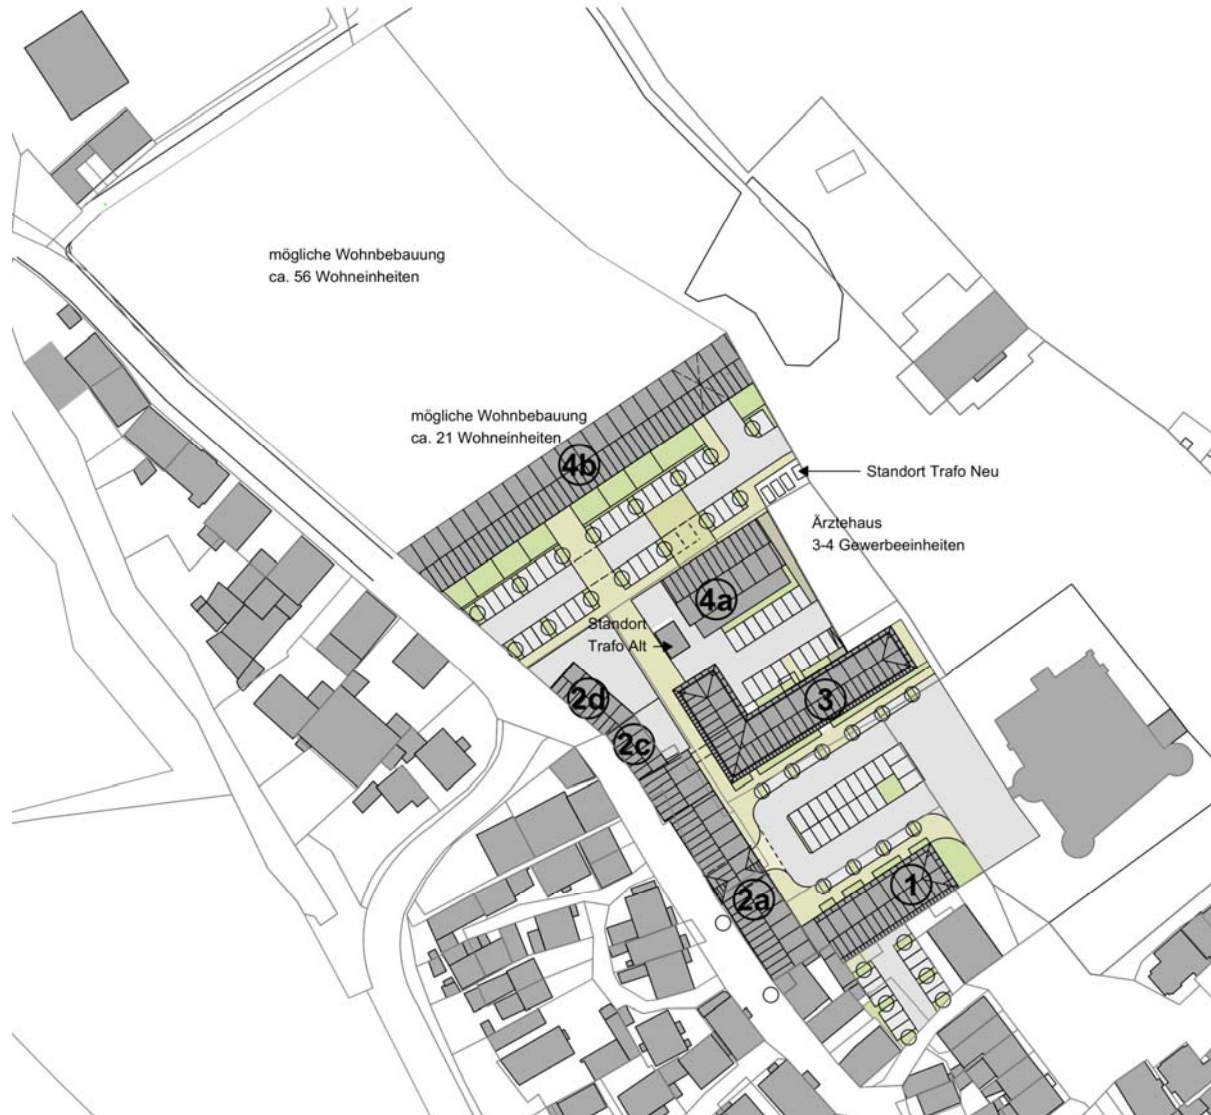 mögliche Wohnbebauung
ca. 56 Wohneinheiten
mögliche Wohnbebauung
ca. 21 Wohneinheiten
4b
Standort Trafo Neu
Ärztehaus
3-4 Gewerbeeinheiten
4a
Standort
Trafo Alt
2d
3
2c
1
2a